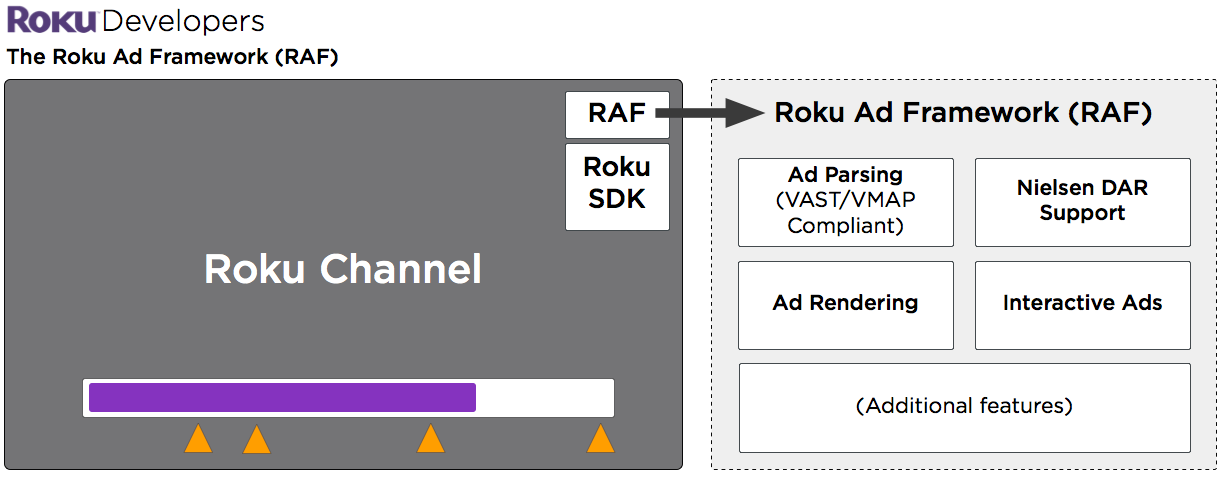 Roku Developers
The Roku Ad Framework (RAF)
RAF
Roku
SDK
Roku Channel
Roku Ad Framework (RAF)
Ad Parsing
(VAST/VMAP
Compliant)
Nielsen DAR
Support
Ad Rendering
Interactive Ads
(Additional features)